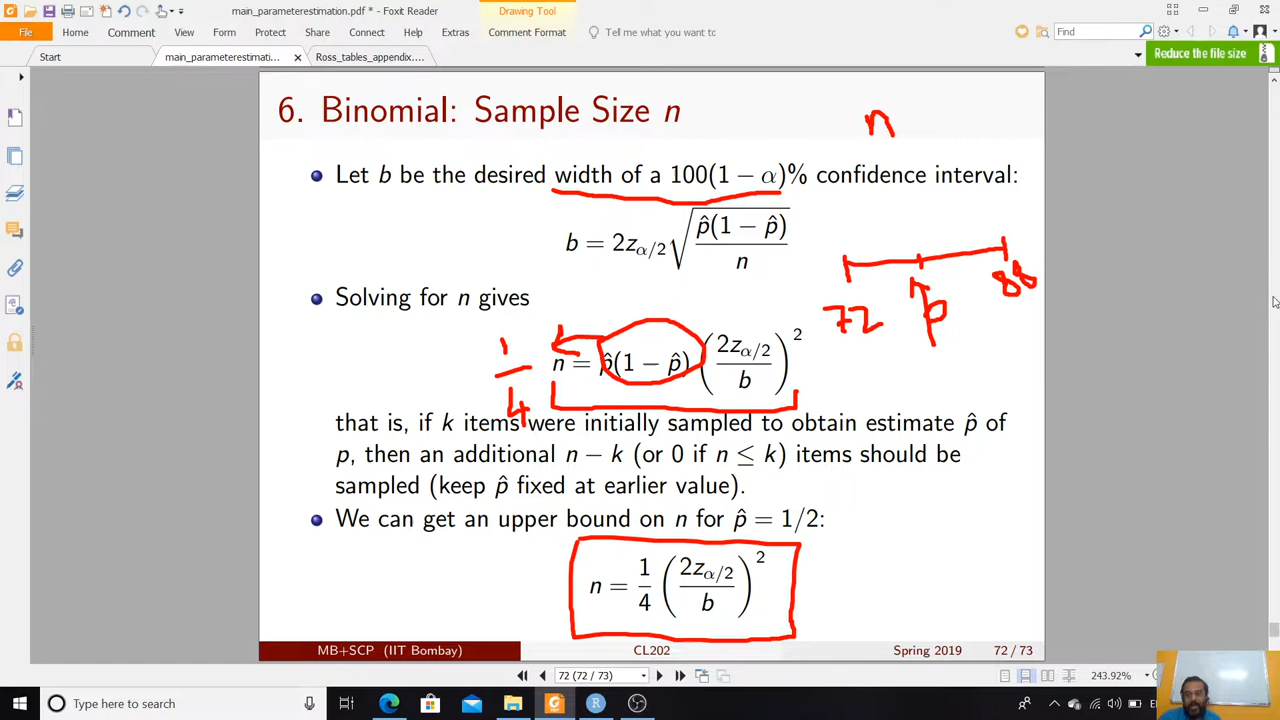 main_parameterestimation.pdf * - Foxit Reader
Drawing Tool
File Home Comment View Form Protect Share Connect Help Extras Comment Format Tell me what you want to
Find
Start main_parameterestimati... Ross_tables_appendix....
Reduce the file size
6. Binomial: Sample Size n
n
Let b be the desired width of a 100(1 − α)% confidence interval:
b = 2z_{α/2} √(p̂(1 − p̂)/n)
72 p 88
Solving for n gives
1/4
n = p̂(1 − p̂) (2z_{α/2}/b)²
that is, if k items were initially sampled to obtain estimate p̂ of
p, then an additional n − k (or 0 if n ≤ k) items should be
sampled (keep p̂ fixed at earlier value).
We can get an upper bound on n for p̂ = 1/2:
n = 1/4 (2z_{α/2}/b)²
MB+SCP (IIT Bombay) CL202 Spring 2019 72 / 73
72 (72 / 73) 243.92%
Type here to search